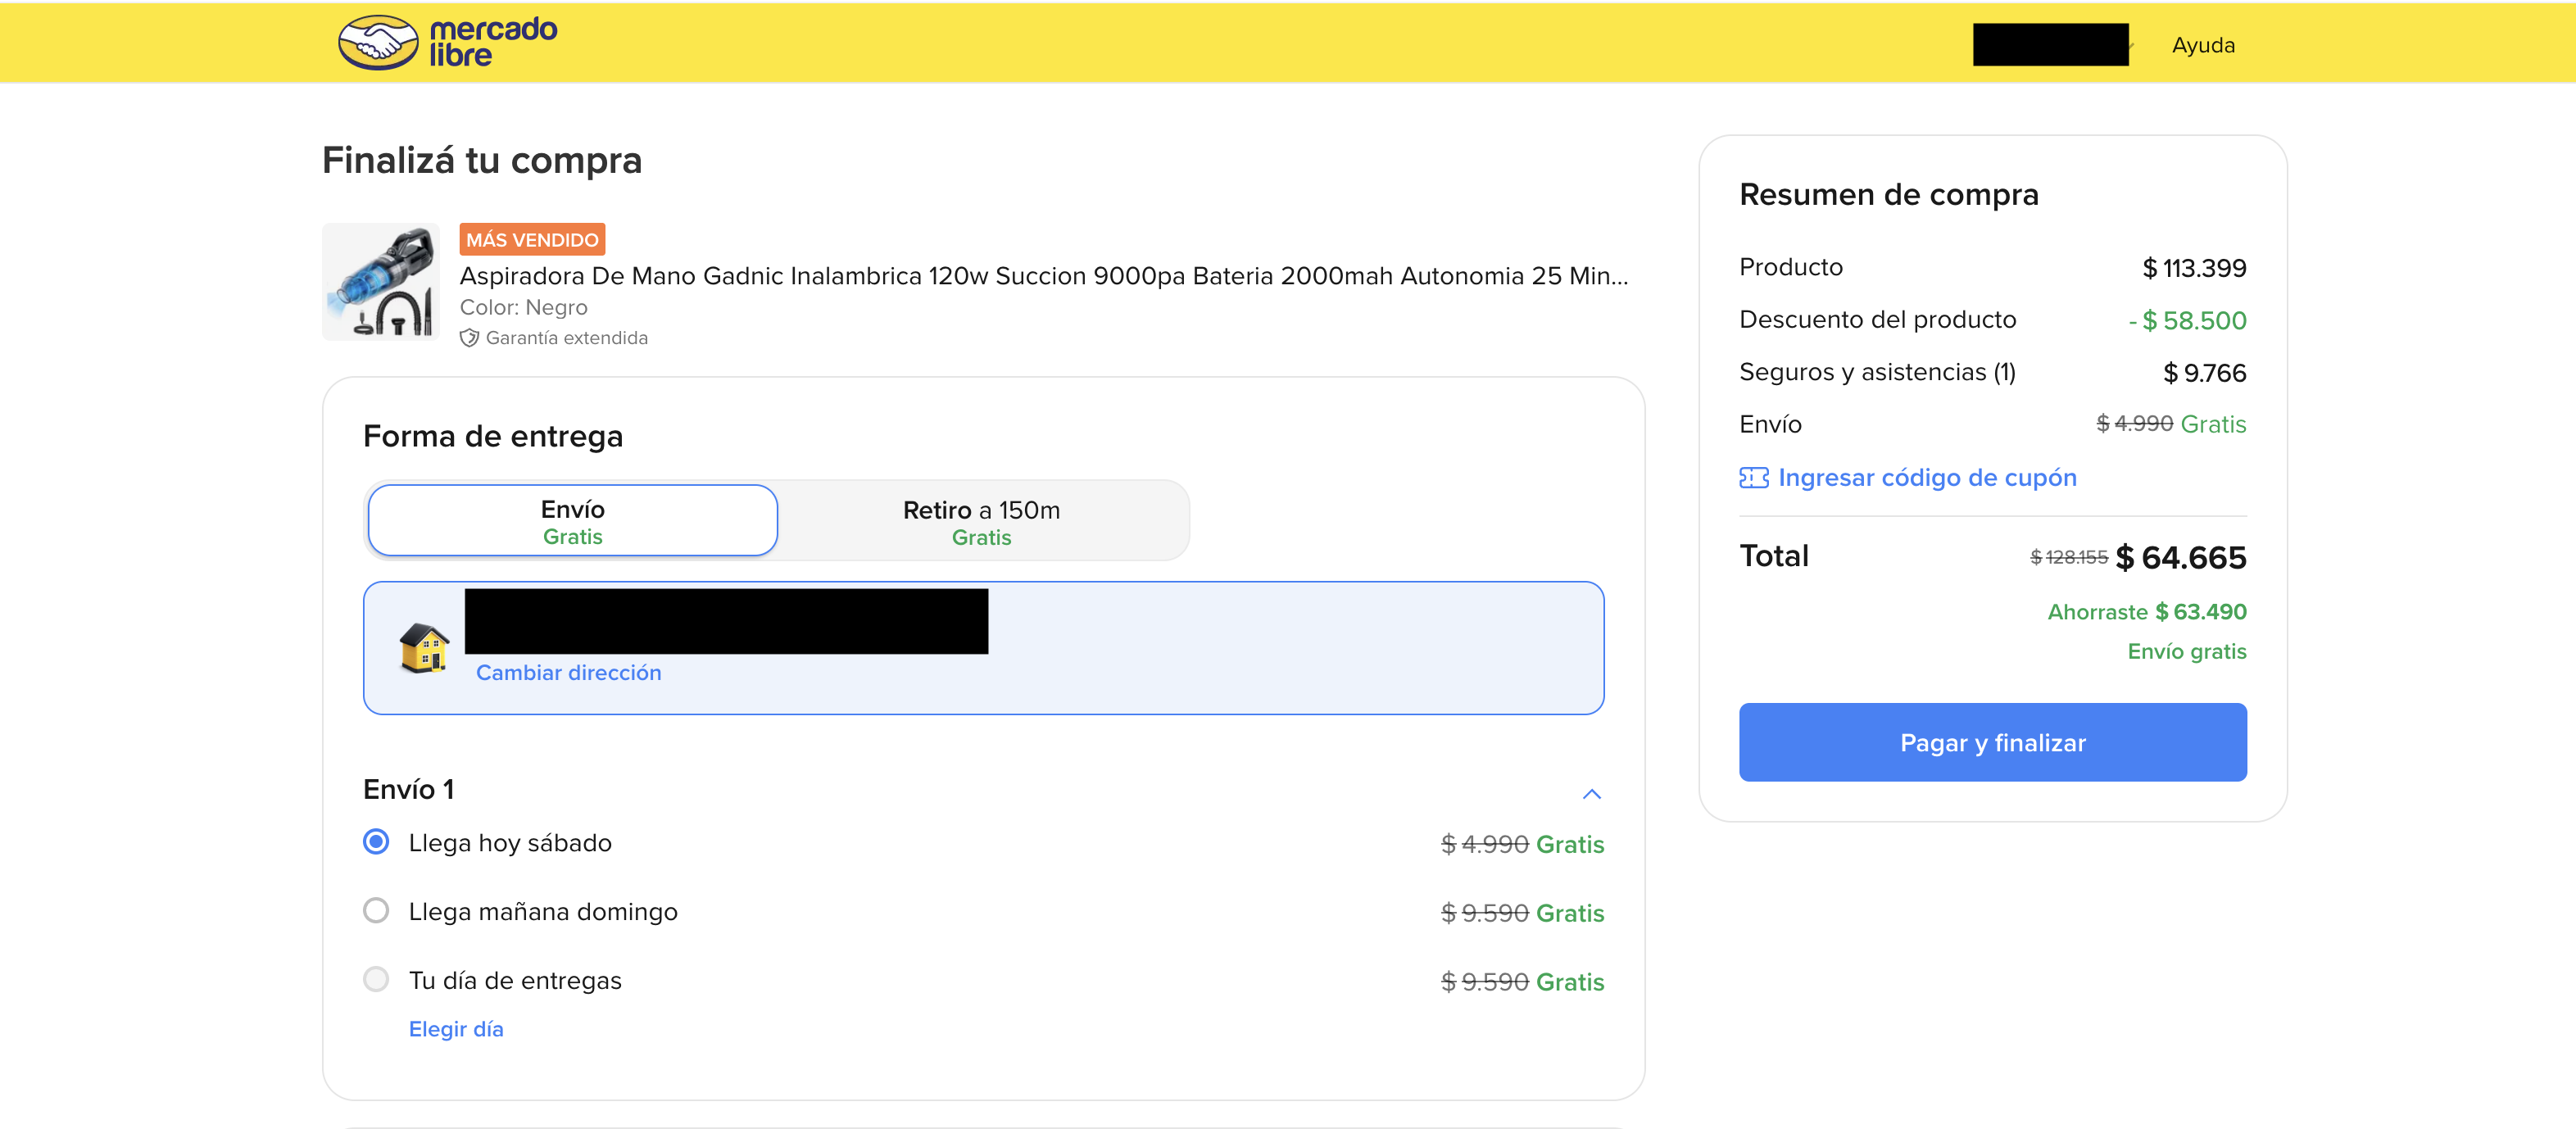 mercado
libre
Ayuda
Finalizá tu compra
MÁS VENDIDO
Aspiradora De Mano Gadnic Inalambrica 120w Succion 9000pa Bateria 2000mah Autonomia 25 Min...
Color: Negro
Garantía extendida
Forma de entrega
Envío
Gratis
Retiro a 150m
Gratis
Cambiar dirección
Envío 1
Llega hoy sábado $ 4.990 Gratis
Llega mañana domingo $ 9.590 Gratis
Tu día de entregas $ 9.590 Gratis
Elegir día
Resumen de compra
Producto $ 113.399
Descuento del producto - $ 58.500
Seguros y asistencias (1) $ 9.766
Envío $ 4.990 Gratis
Ingresar código de cupón
Total $ 128.155 $ 64.665
Ahorraste $ 63.490
Envío gratis
Pagar y finalizar